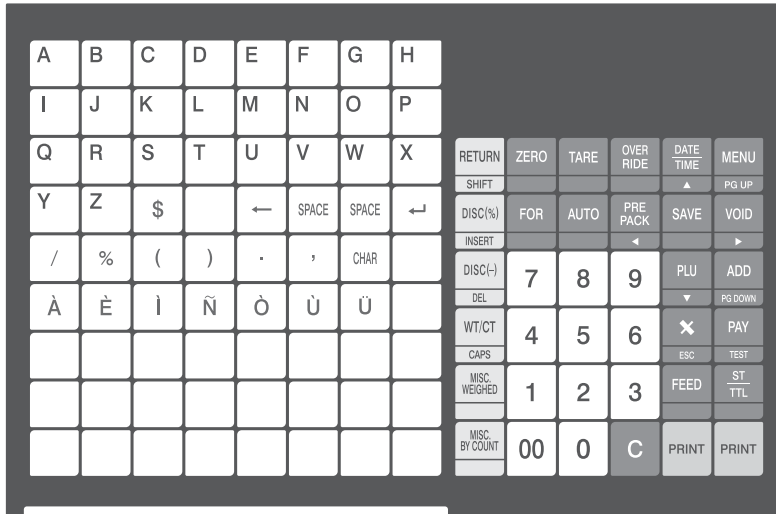 A B C D E F G H
I J K L M N O P
Q R S T U V W X
Y Z $ ← SPACE SPACE ↵
/ % ( ) . , CHAR
À È Ì Ñ Ò Ù Ü
RETURN ZERO TARE OVER RIDE DATE TIME MENU
SHIFT ▲ PG UP
DISC(%) FOR AUTO PRE PACK SAVE VOID
INSERT ◀ ▶
DISC(–) 7 8 9 PLU ADD
DEL ▼ PG DOWN
WT/CT 4 5 6 ✖ PAY
CAPS ESC TEST
MISC. WEIGHED 1 2 3 FEED ST TTL
MISC. BY COUNT 00 0 C PRINT PRINT